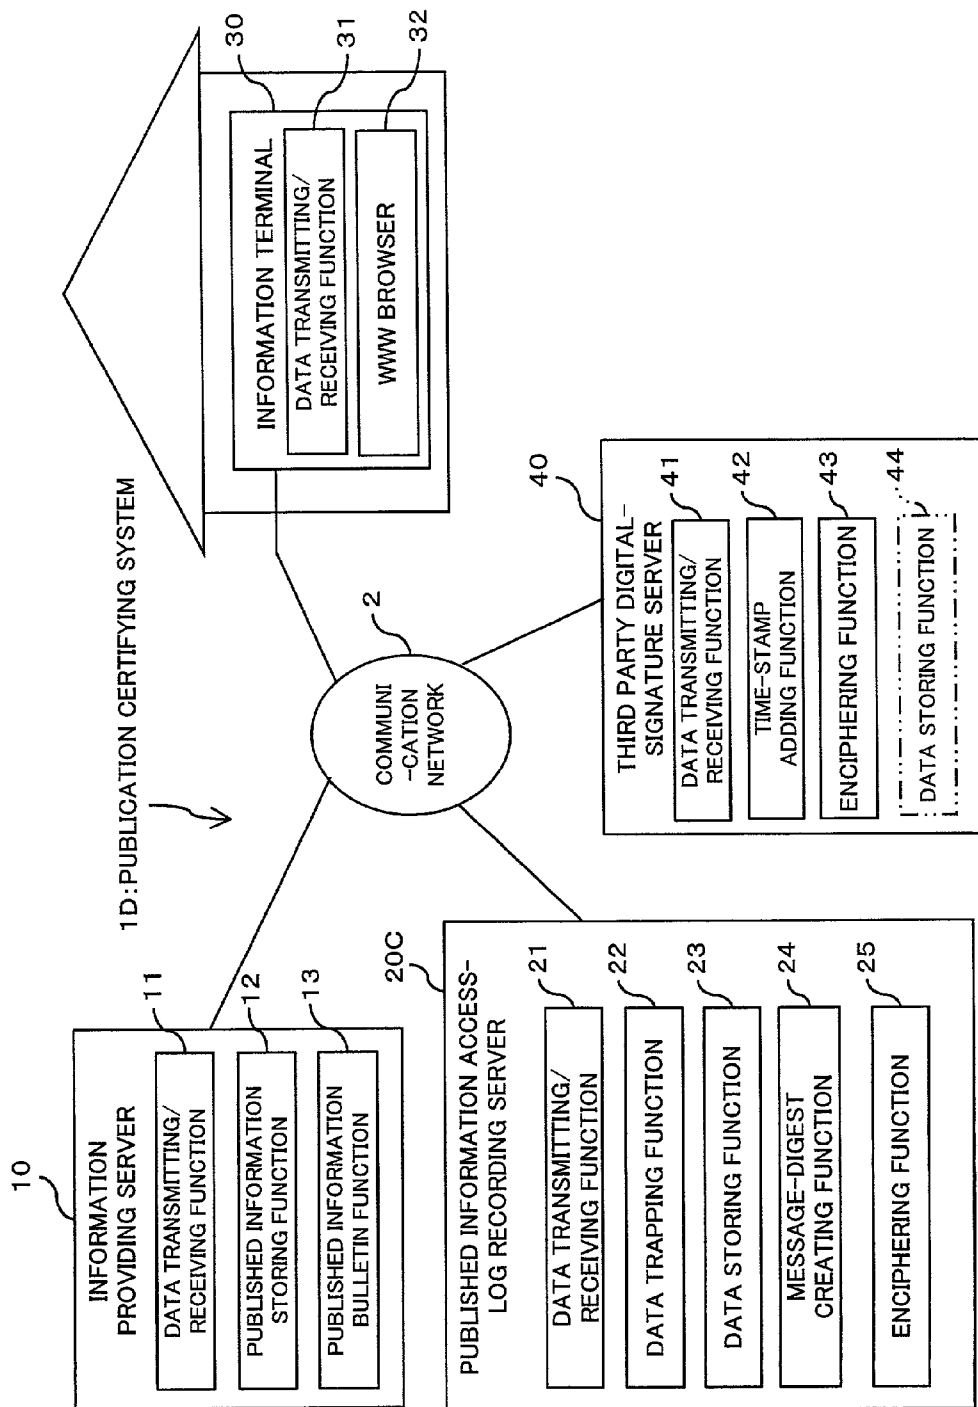 1D:PUBLICATION CERTIFYING SYSTEM
10
INFORMATION
PROVIDING SERVER
DATA TRANSMITTING/
RECEIVING FUNCTION
11
PUBLISHED INFORMATION
STORING FUNCTION
12
PUBLISHED INFORMATION
BULLETIN FUNCTION
13
COMMUNI
-CATION
NETWORK
2
INFORMATION TERMINAL
30
DATA TRANSMITTING/
RECEIVING FUNCTION
31
WWW BROWSER
32
20C
PUBLISHED INFORMATION ACCESS-
LOG RECORDING SERVER
DATA TRANSMITTING/
RECEIVING FUNCTION
21
DATA TRAPPING FUNCTION
22
DATA STORING FUNCTION
23
MESSAGE-DIGEST
CREATING FUNCTION
24
ENCIPHERING FUNCTION
25
40
THIRD PARTY DIGITAL-
SIGNATURE SERVER
DATA TRANSMITTING/
RECEIVING FUNCTION
41
TIME-STAMP
ADDING FUNCTION
42
ENCIPHERING FUNCTION
43
DATA STORING FUNCTION
44